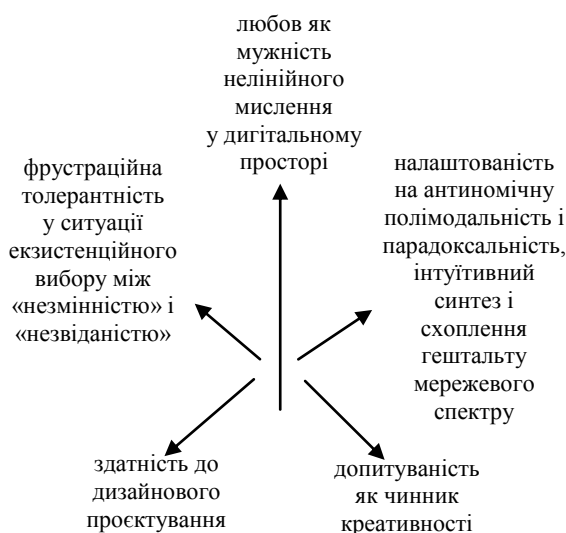 любов як
мужність
нелінійного
мислення
у дигітальному
просторі
фрустраційна
толерантність
у ситуації
екзистенційного
вибору між
«незмінністю» і
«незвіданістю»
налаштованість
на антиномічну
полімодальність і
парадоксальність,
інтуїтивний
синтез і
схоплення
гештальту
мережевого
спектру
здатність до
дизайнового
проєктування
допитуваність
як чинник
креативності